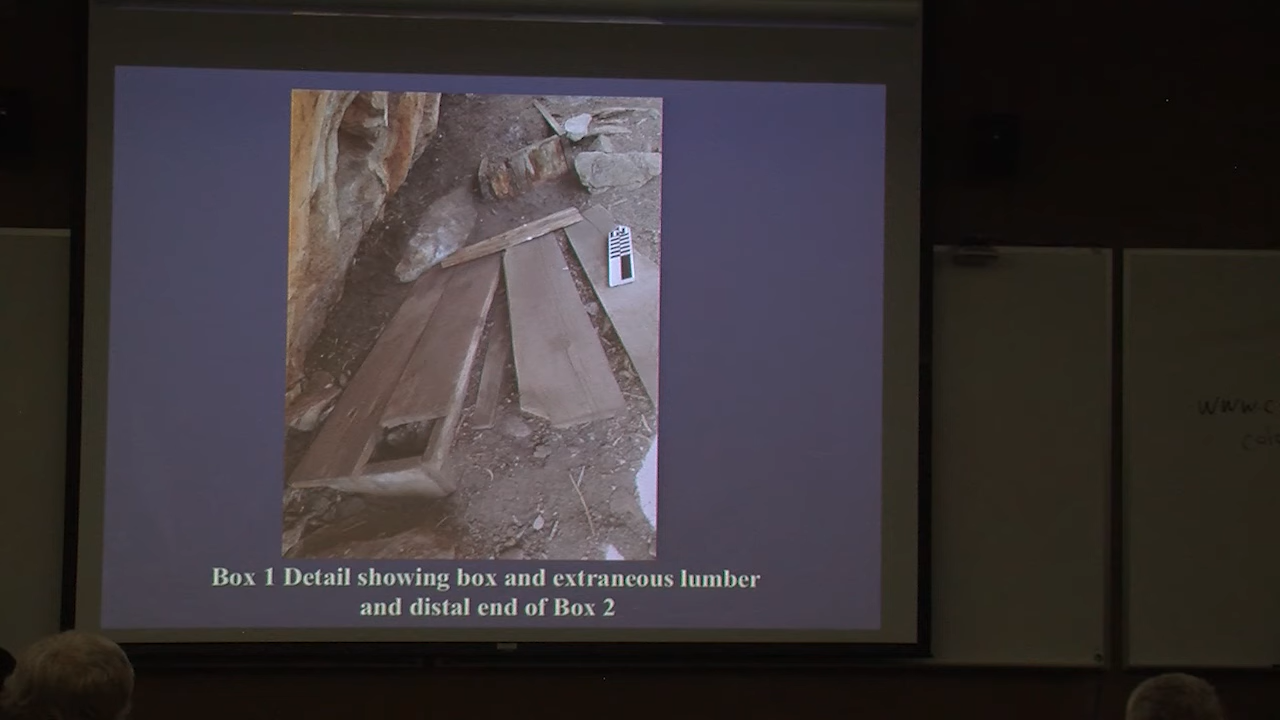 Box 1 Detail showing box and extraneous lumber
and distal end of Box 2